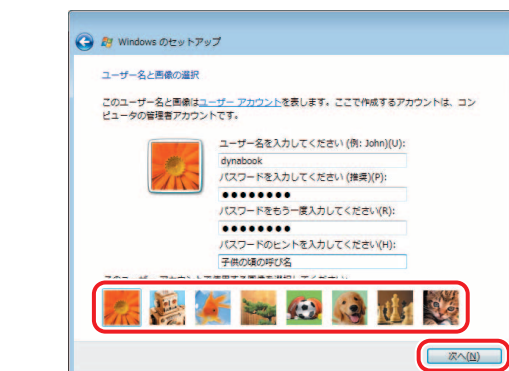 Windows のセットアップ
ユーザー名と画像の選択
このユーザー名と画像はユーザー アカウントを表します。ここで作成するアカウントは、コン
ピュータの管理者アカウントです。
ユーザー名を入力してください (例: John)(U):
dynabook
パスワードを入力してください (推奨)(P):
●●●●●●●●
パスワードをもう一度入力してください(R):
●●●●●●●●
パスワードのヒントを入力してください(H):
子供の頃の呼び名
次へ(N)